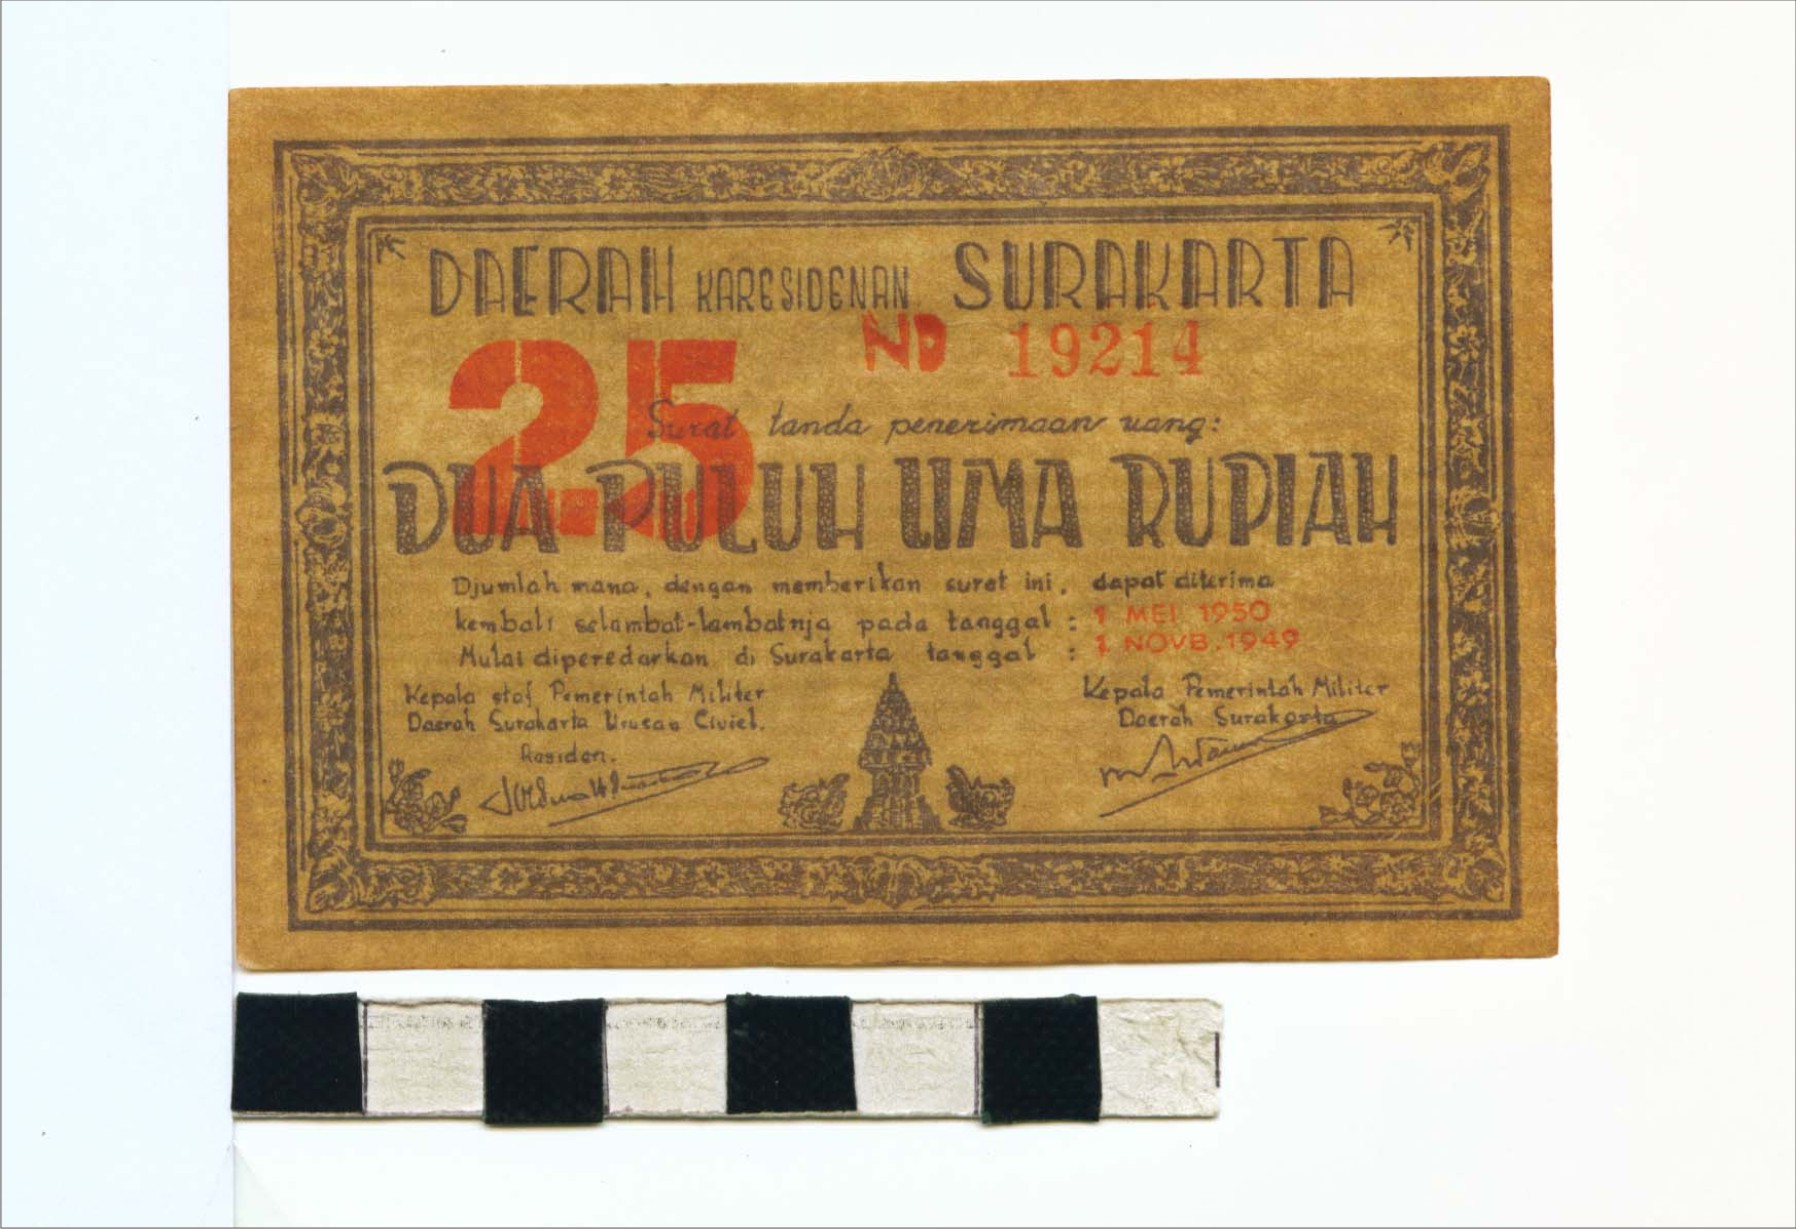 DAERAH KARESIDENAN SURAKARTA
25
ND 19214
Surat tanda penerimaan uang:
DUA PULUH LIMA RUPIAH
Djumlah mana, dengan memberikan surat ini, dapat diterima
kembali selambat-lambatnja pada tanggal : 1 MEI 1950
Mulai diperedarkan di Surakarta tanggal : 1 NOVB.1949
Kepala staf Pemerintah Militer
Daerah Surakarta Urusan Civiel.
Residen.
Kepala Pemerintah Militer
Daerah Surakarta